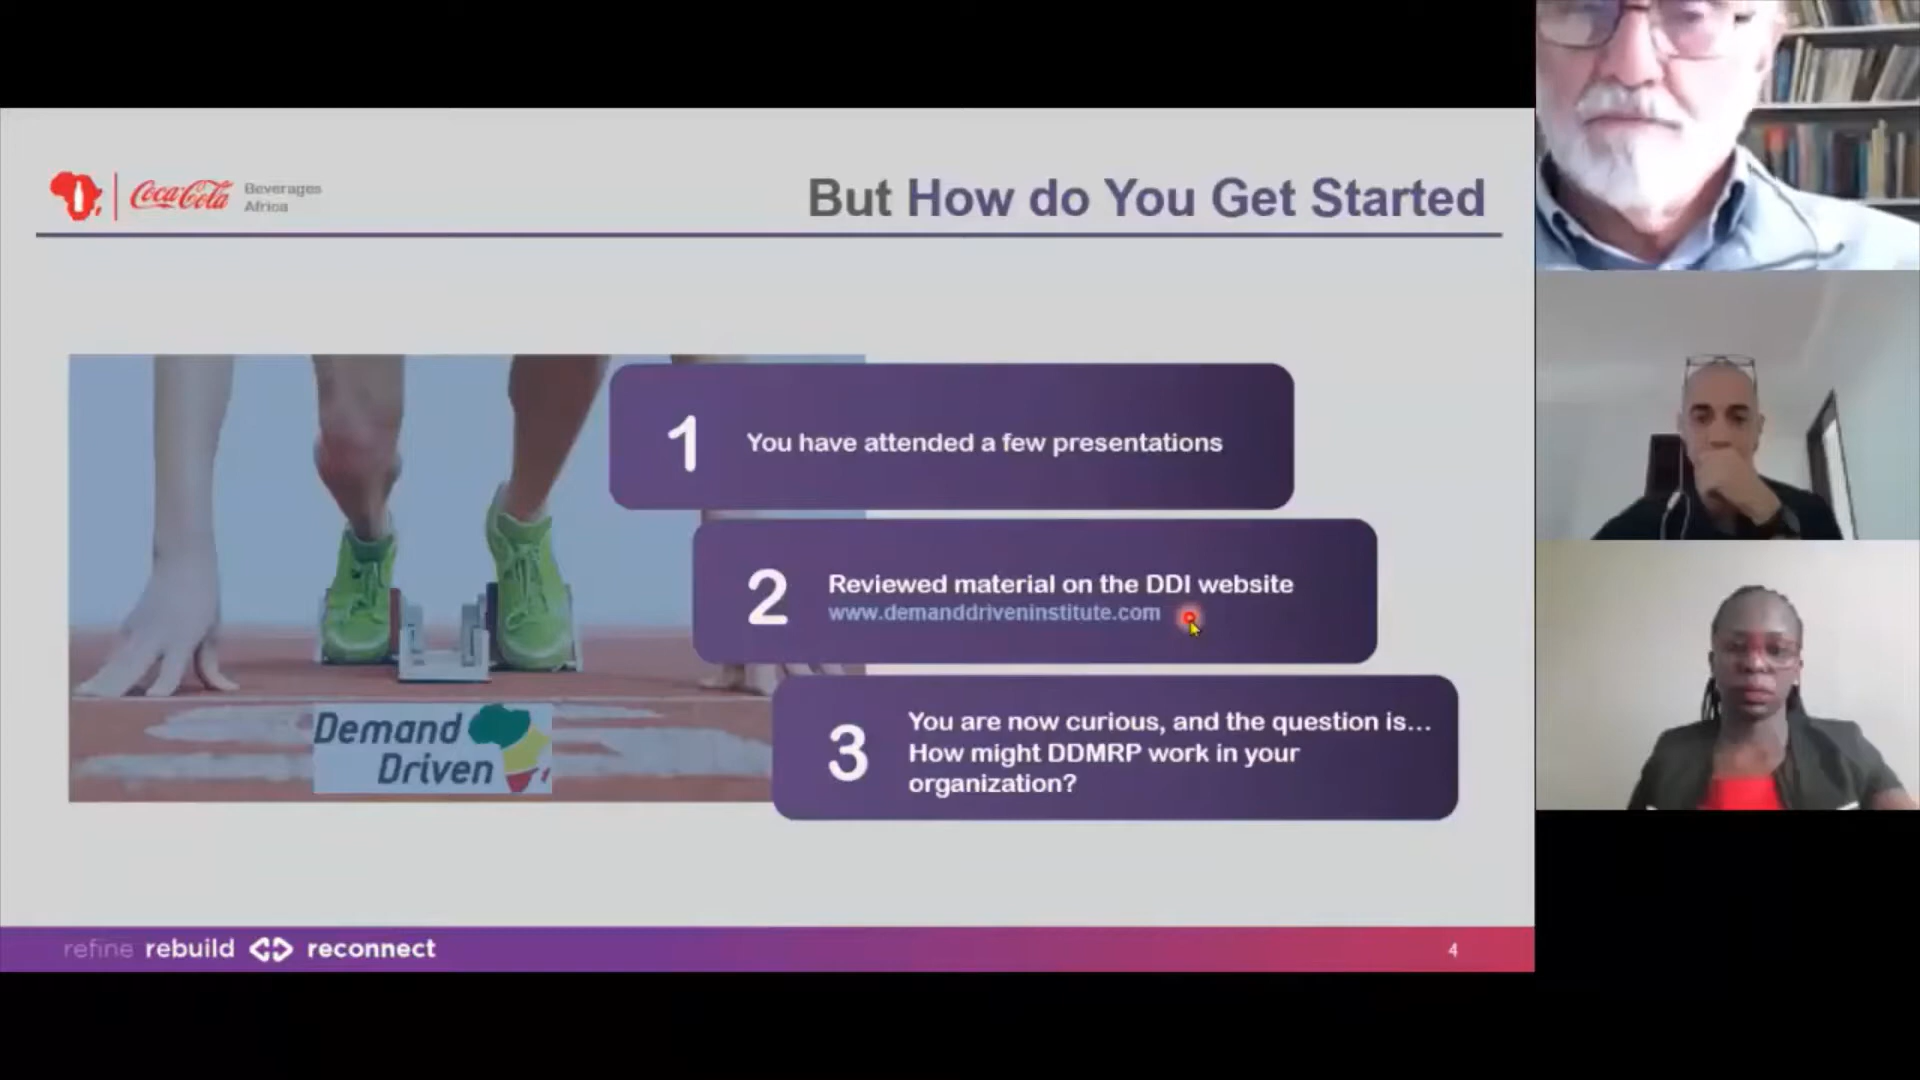 Coca-Cola
Beverages
Africa
But How do You Get Started
1
You have attended a few presentations
2
Reviewed material on the DDI website
www.demanddriveninstitute.com
3
You are now curious, and the question is...
How might DDMRP work in your
organization?
Demand
Driven
refine rebuild reconnect
4